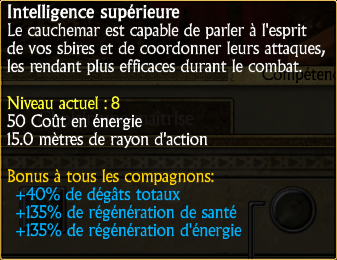 Intelligence supérieure
Le cauchemar est capable de parler à l'esprit
de vos sbires et de coordonner leurs attaques,
les rendant plus efficaces durant le combat.
Compéten
Niveau actuel : 8
50 Coût en énergie
aîtrise
15.0 mètres de rayon d'action
Bonus à tous les compagnons:
+40% de dégâts totaux
+135% de régénération de santé
+135% de régénération d'énergie